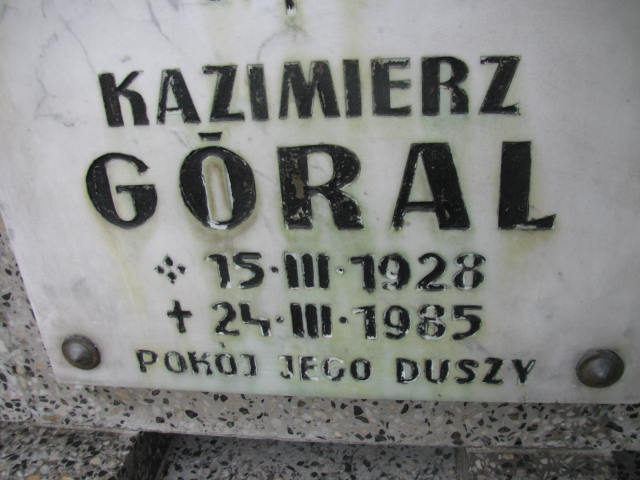 KAZIMIERZ
GÓRAL
15·III·1928
✝ 24·III·1985
POKÓJ JEGO DUSZY